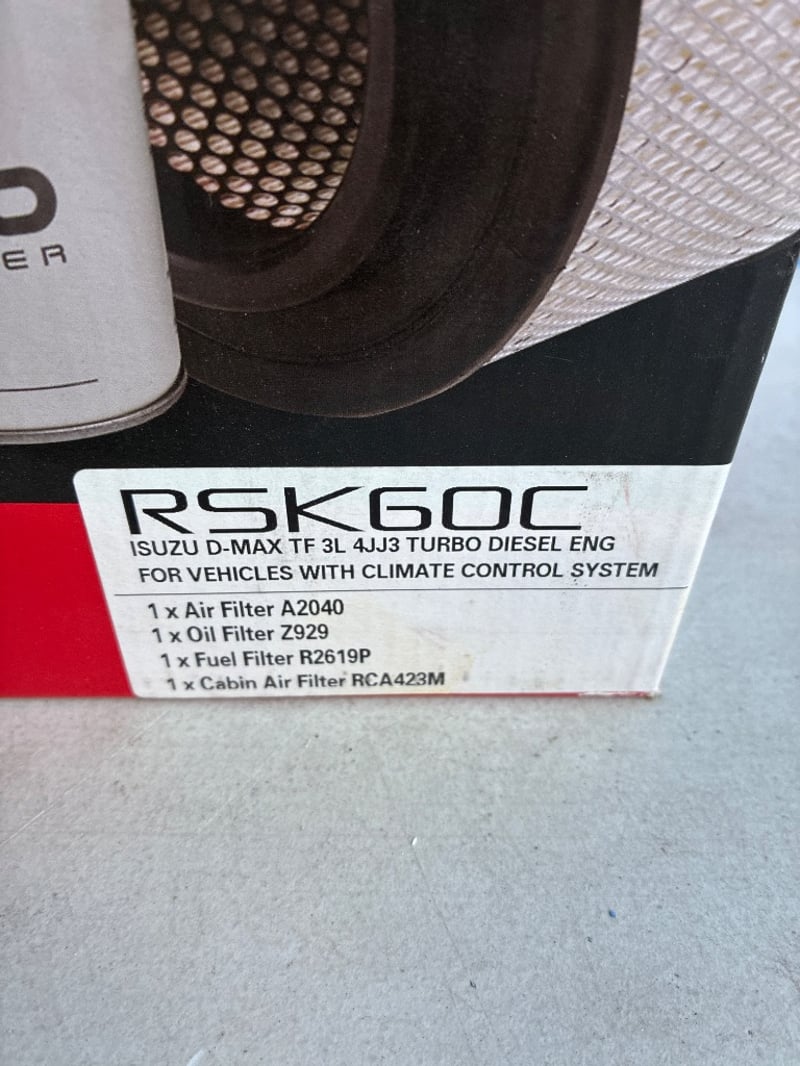 O
ER
RSK60C
ISUZU D-MAX TF 3L 4JJ3 TURBO DIESEL ENG
FOR VEHICLES WITH CLIMATE CONTROL SYSTEM
1 x Air Filter A2040
1 x Oil Filter Z929
1 x Fuel Filter R2619P
1 x Cabin Air Filter RCA423M